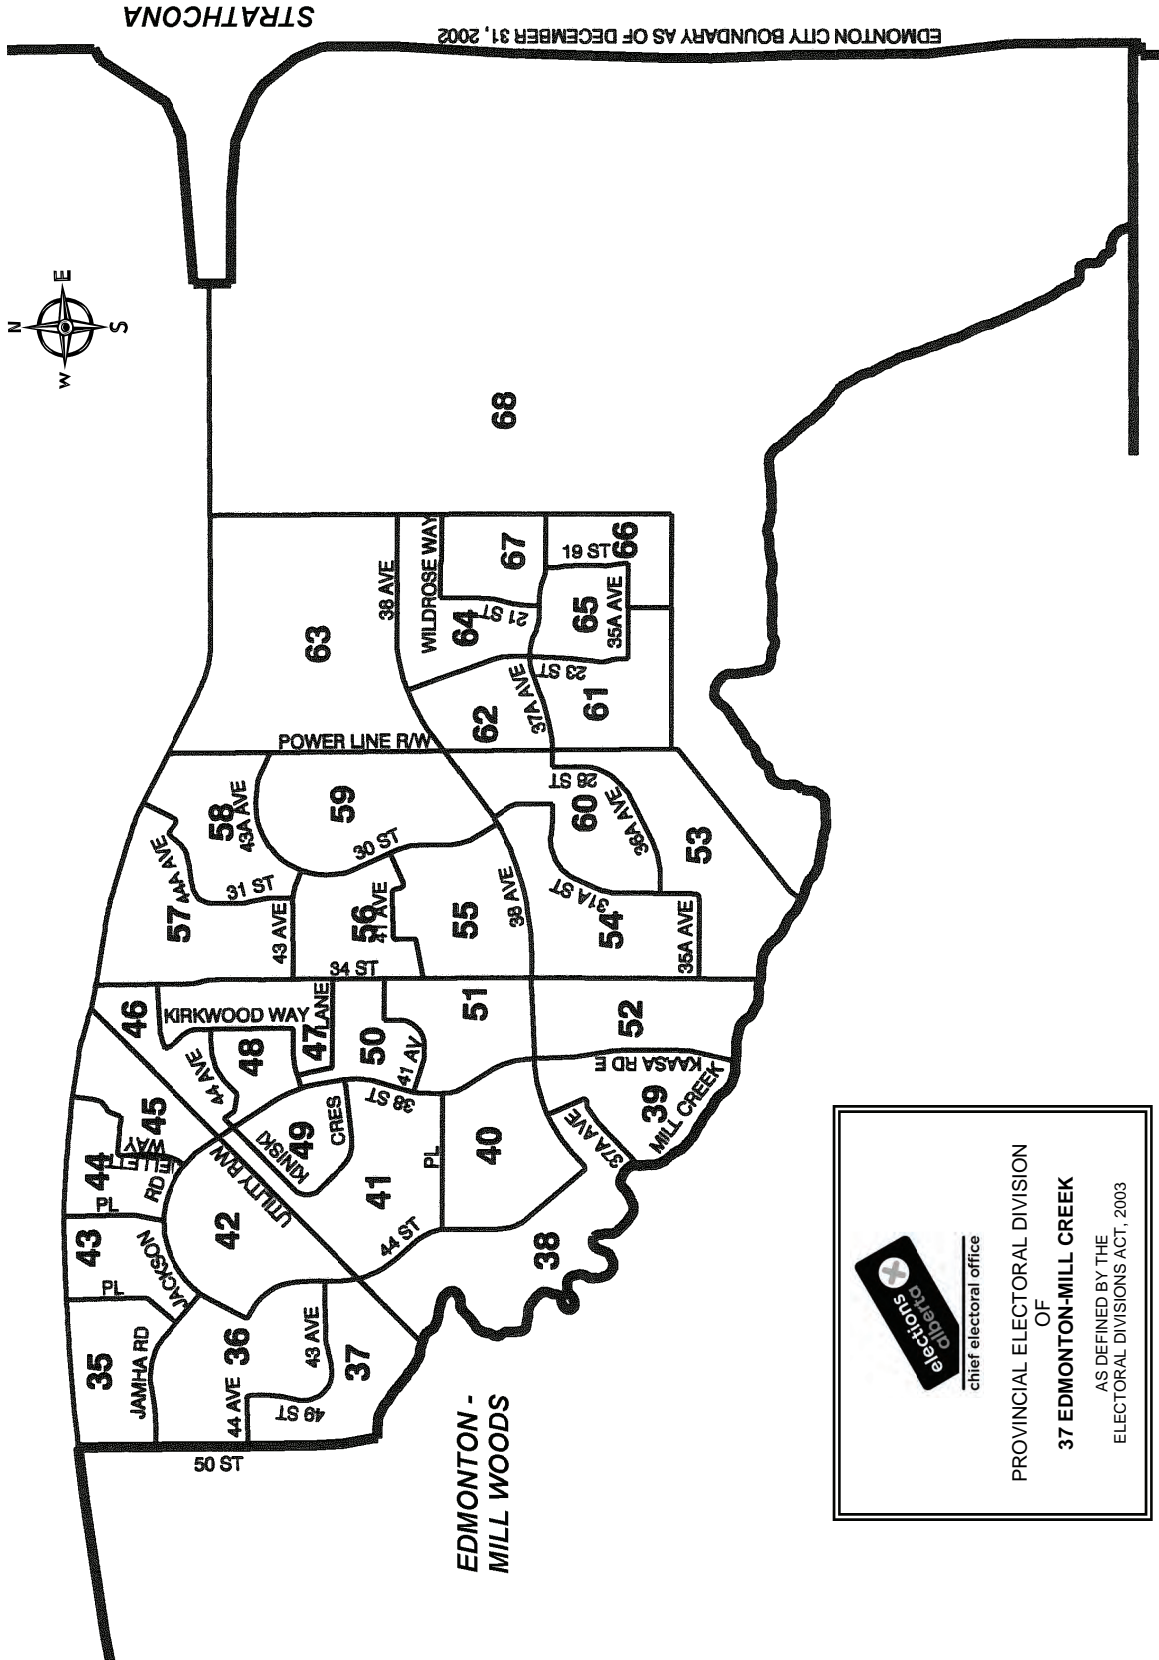 STRATHCONA
EDMONTON CITY BOUNDARY AS OF DECEMBER 31, 2002
N
E
S
W
35
JAMHA RD
PL
43
PL
44
JACKSON
RD
ELLETT
WAY
45
46
KIRKWOOD WAY
44 AVE
48
47
LANE
36
44 AVE
50 ST
49 ST
43 AVE
37
42
UTILITY R/W
KINISKI
49
CRES
38 ST
50
41 AV
41
44 ST
PL
40
51
34 ST
57
44A AVE
31 ST
43 AVE
58
43A AVE
59
30 ST
56
41 AVE
55
38 AVE
POWER LINE R/W
63
38 AVE
WILDROSE WAY
64
21 ST
67
62
37A AVE
23 ST
61
65
35A AVE
19 ST
66
68
28 ST
60
36A AVE
31A ST
54
35A AVE
53
52
KAASA RD E
39
MILL CREEK
37A AVE
38
EDMONTON -
MILL WOODS
elections
alberta
chief electoral office
PROVINCIAL ELECTORAL DIVISION
OF
37 EDMONTON-MILL CREEK
AS DEFINED BY THE
ELECTORAL DIVISIONS ACT, 2003